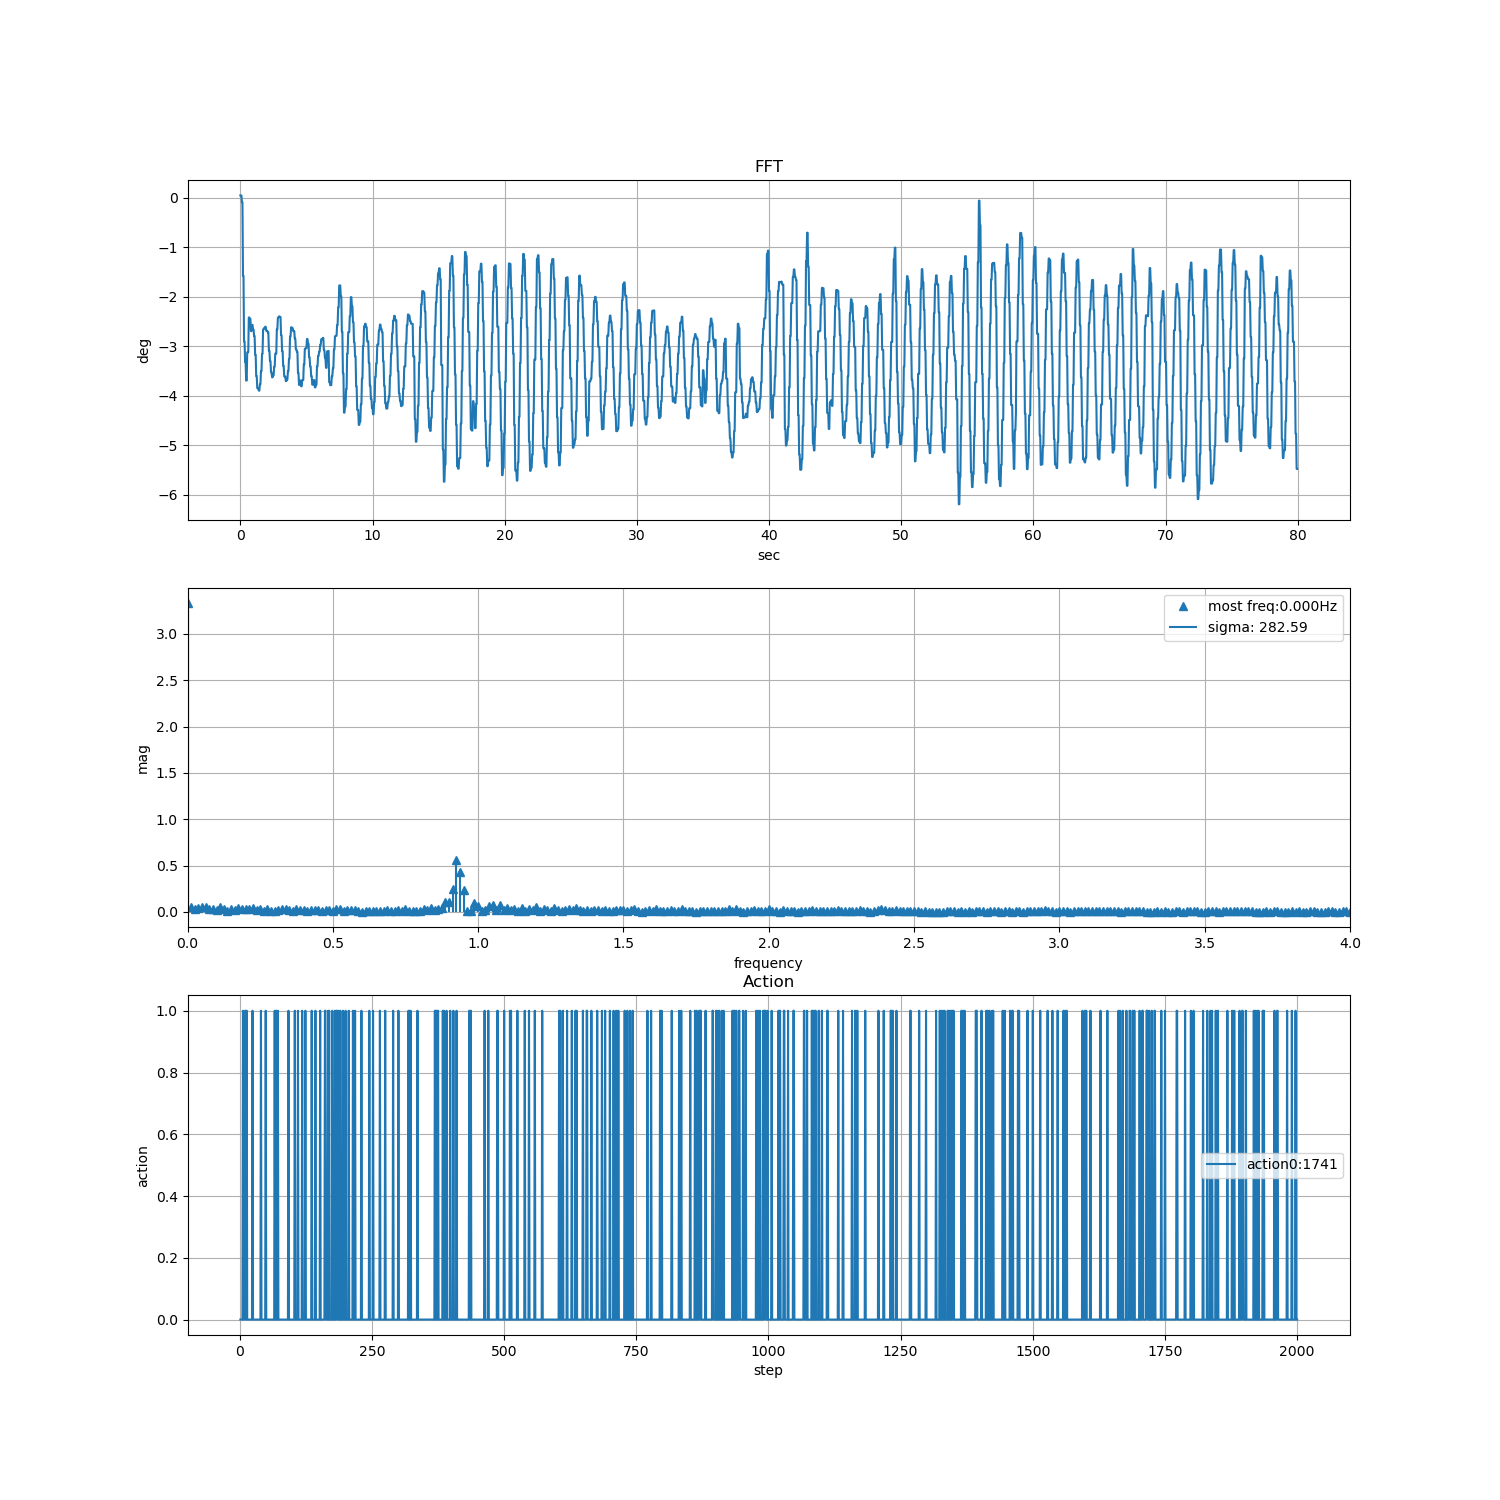 FFT
0
−1
−2
−3
−4
−5
−6
deg
0 10 20 30 40 50 60 70 80
sec
most freq:0.000Hz
sigma: 282.59
3.0
2.5
2.0
1.5
1.0
0.5
0.0
mag
0.0 0.5 1.0 1.5 2.0 2.5 3.0 3.5 4.0
frequency
Action
1.0
0.8
0.6
0.4
0.2
0.0
action
action0:1741
0 250 500 750 1000 1250 1500 1750 2000
step